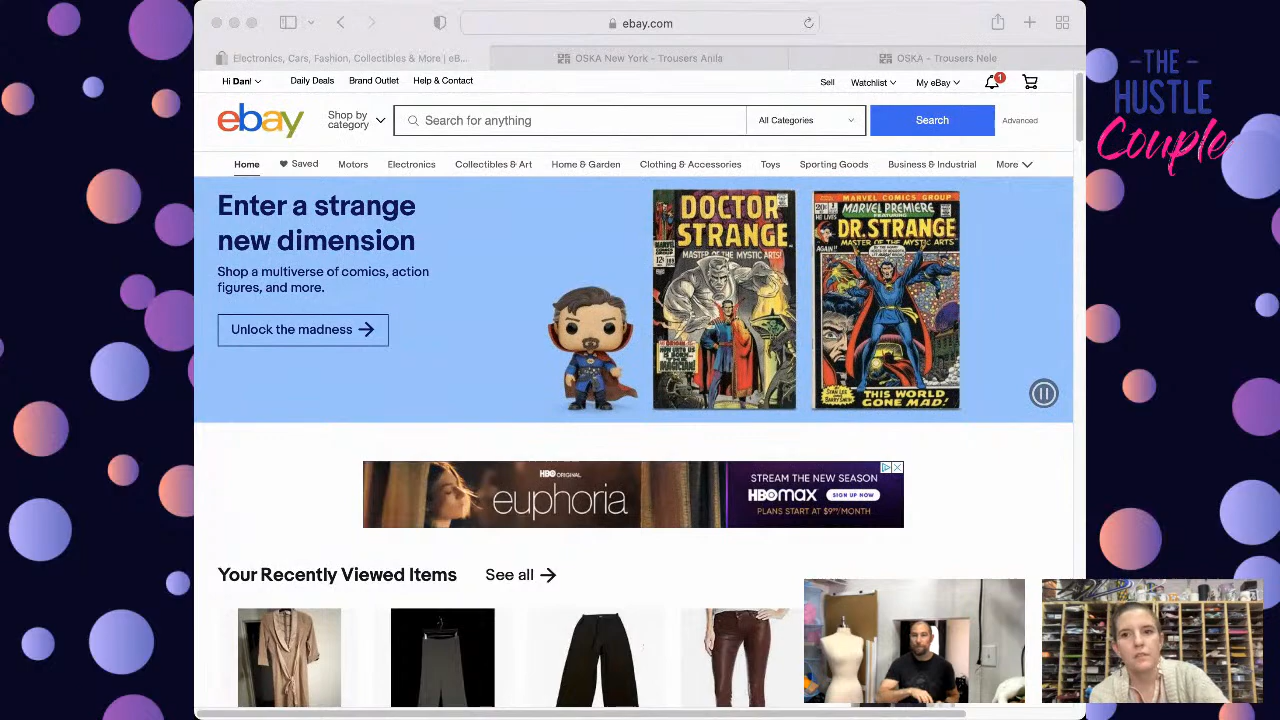 ebay.com
Electronics, Cars, Fashion, Collectibles & More | eB...
OSKA New York - Trousers Anila
OSKA - Trousers Nele
Hi Dan!
Daily Deals
Brand Outlet
Help & Contact
Sell
Watchlist
My eBay
1
ebay
Shop by
category
Search for anything
All Categories
Search
Advanced
Home
Saved
Motors
Electronics
Collectibles & Art
Home & Garden
Clothing & Accessories
Toys
Sporting Goods
Business & Industrial
More
Enter a strange
new dimension
Shop a multiverse of comics, action
figures, and more.
Unlock the madness
DOCTOR
STRANGE
MASTER OF THE MYSTIC ARTS!
MARVEL COMICS GROUP
MARVEL PREMIERE
FEATURING
DR. STRANGE
MASTER OF THE MYSTIC ARTS
THIS WORLD
GONE MAD!
HBO ORIGINAL
euphoria
STREAM THE NEW SEASON
HBOMAX
SIGN UP NOW
PLANS START AT $9.99/MONTH
Your Recently Viewed Items
See all
-THE-
HUSTLE
Couple